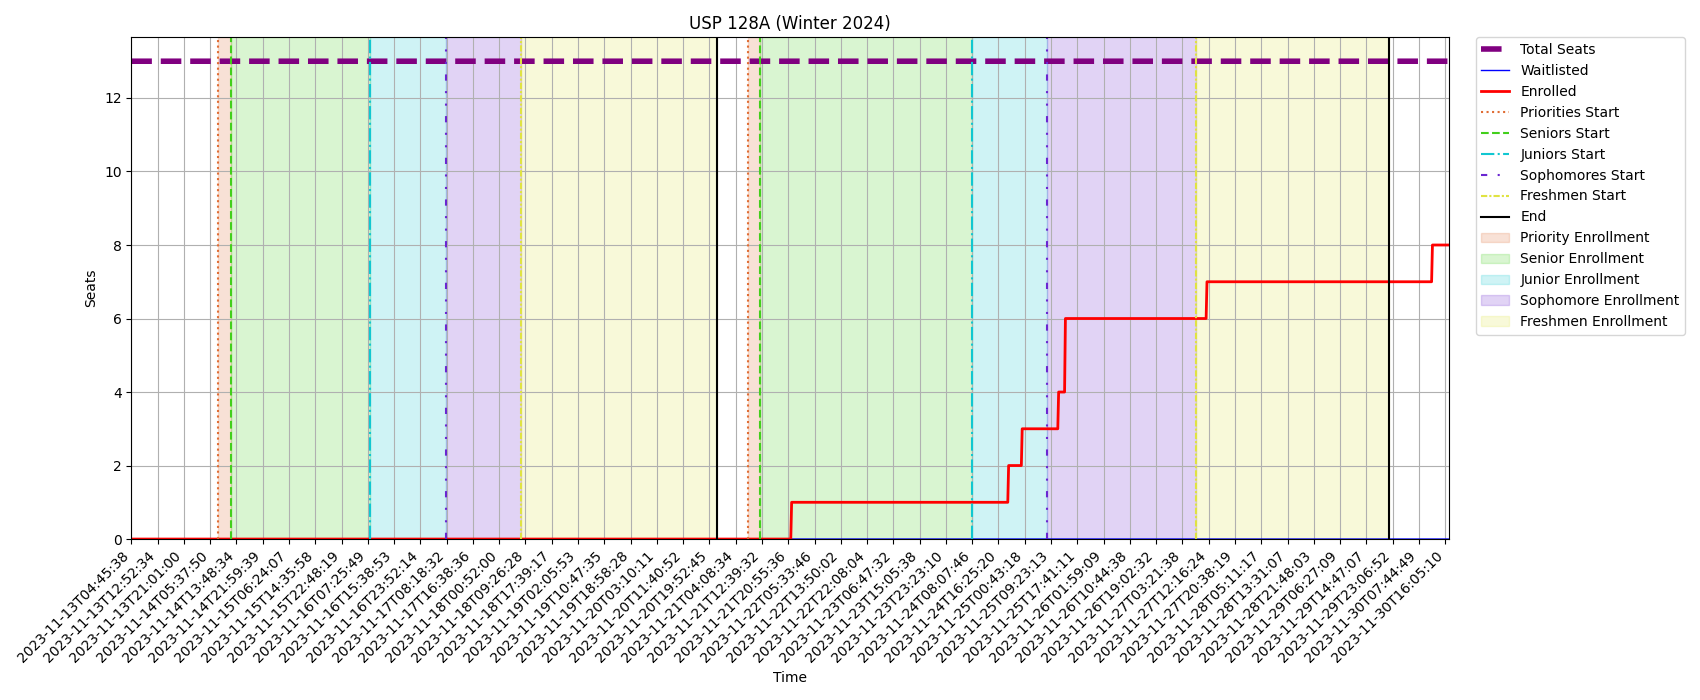 USP 128A (Winter 2024)
Seats
12
10
8
6
4
2
0
2023-11-13T04:45:38
2023-11-13T12:52:34
2023-11-13T21:01:00
2023-11-14T05:37:50
2023-11-14T13:48:34
2023-11-14T21:59:39
2023-11-15T06:24:07
2023-11-15T14:35:58
2023-11-15T22:48:19
2023-11-16T07:25:49
2023-11-16T15:38:53
2023-11-16T23:52:14
2023-11-17T08:18:32
2023-11-17T16:38:36
2023-11-18T00:52:00
2023-11-18T09:26:28
2023-11-18T17:39:17
2023-11-19T02:05:53
2023-11-19T10:47:35
2023-11-19T18:58:28
2023-11-20T03:10:11
2023-11-20T11:40:52
2023-11-20T19:52:45
2023-11-21T04:08:34
2023-11-21T12:39:32
2023-11-21T20:55:36
2023-11-22T05:33:46
2023-11-22T13:50:02
2023-11-22T22:08:04
2023-11-23T06:47:32
2023-11-23T15:05:38
2023-11-23T23:23:10
2023-11-24T08:07:46
2023-11-24T16:25:20
2023-11-25T00:43:18
2023-11-25T09:23:13
2023-11-25T17:41:11
2023-11-26T01:59:09
2023-11-26T10:44:38
2023-11-26T19:02:32
2023-11-27T03:21:38
2023-11-27T12:16:24
2023-11-27T20:38:19
2023-11-28T05:11:17
2023-11-28T13:31:07
2023-11-28T21:48:03
2023-11-29T06:27:09
2023-11-29T14:47:07
2023-11-29T23:06:52
2023-11-30T07:44:49
2023-11-30T16:05:10
Time
Total Seats
Waitlisted
Enrolled
Priorities Start
Seniors Start
Juniors Start
Sophomores Start
Freshmen Start
End
Priority Enrollment
Senior Enrollment
Junior Enrollment
Sophomore Enrollment
Freshmen Enrollment